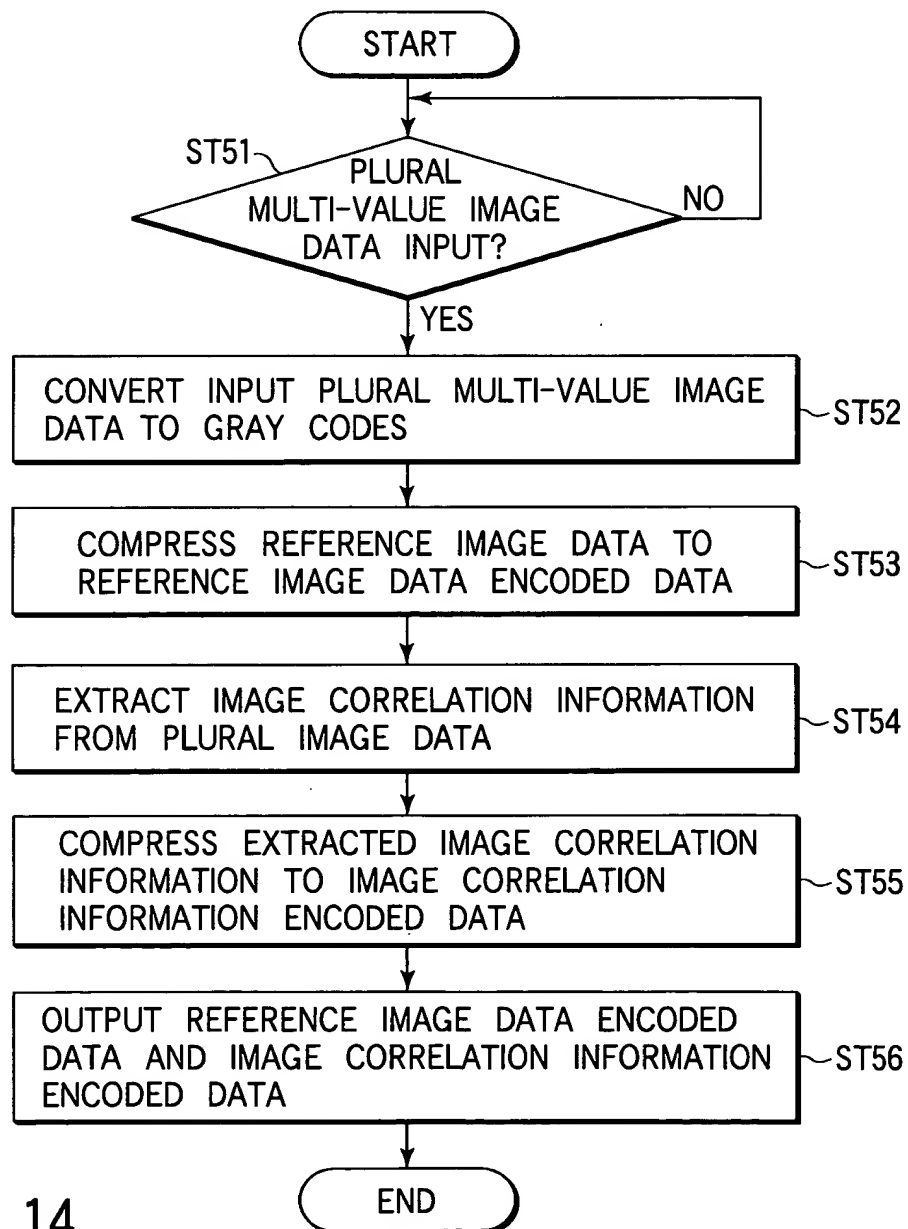 START
ST51
PLURAL
MULTI-VALUE IMAGE
DATA INPUT?
NO
YES
CONVERT INPUT PLURAL MULTI-VALUE IMAGE
DATA TO GRAY CODES
ST52
COMPRESS REFERENCE IMAGE DATA TO
REFERENCE IMAGE DATA ENCODED DATA
ST53
EXTRACT IMAGE CORRELATION INFORMATION
FROM PLURAL IMAGE DATA
ST54
COMPRESS EXTRACTED IMAGE CORRELATION
INFORMATION TO IMAGE CORRELATION
INFORMATION ENCODED DATA
ST55
OUTPUT REFERENCE IMAGE DATA ENCODED
DATA AND IMAGE CORRELATION INFORMATION
ENCODED DATA
ST56
END
14